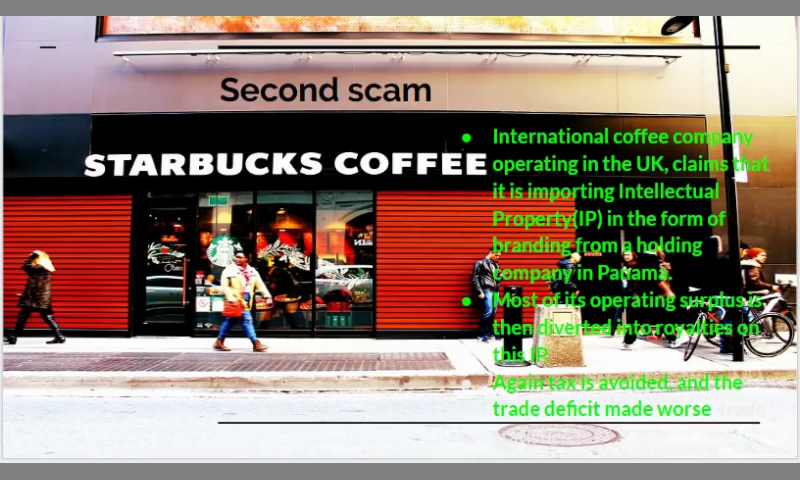 Second scam
STARBUCKS COFFEE
• International coffee company
operating in the UK, claims that
it is importing Intellectual
Property(IP) in the form of
branding from a holding
company in Panama.
• Most of its operating surplus is
then diverted into royalties on
this IP
Again tax is avoided, and the
trade deficit made worse